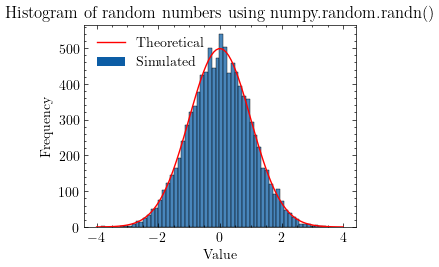 Histogram of random numbers using numpy.random.randn()
Theoretical
Simulated
Frequency
500
400
300
200
100
0
−4 −2 0 2 4
Value